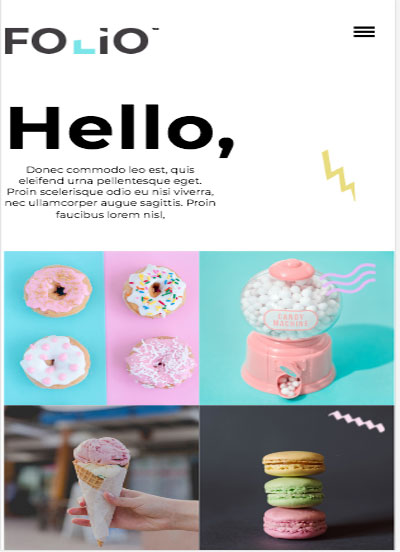 FOLiO
Hello,
Donec commodo leo est, quis
eleifend urna pellentesque eget.
Proin scelerisque odio eu nisi viverra,
nec ullamcorper augue sagittis. Proin
faucibus lorem nisl,
CANDY
MACHINE